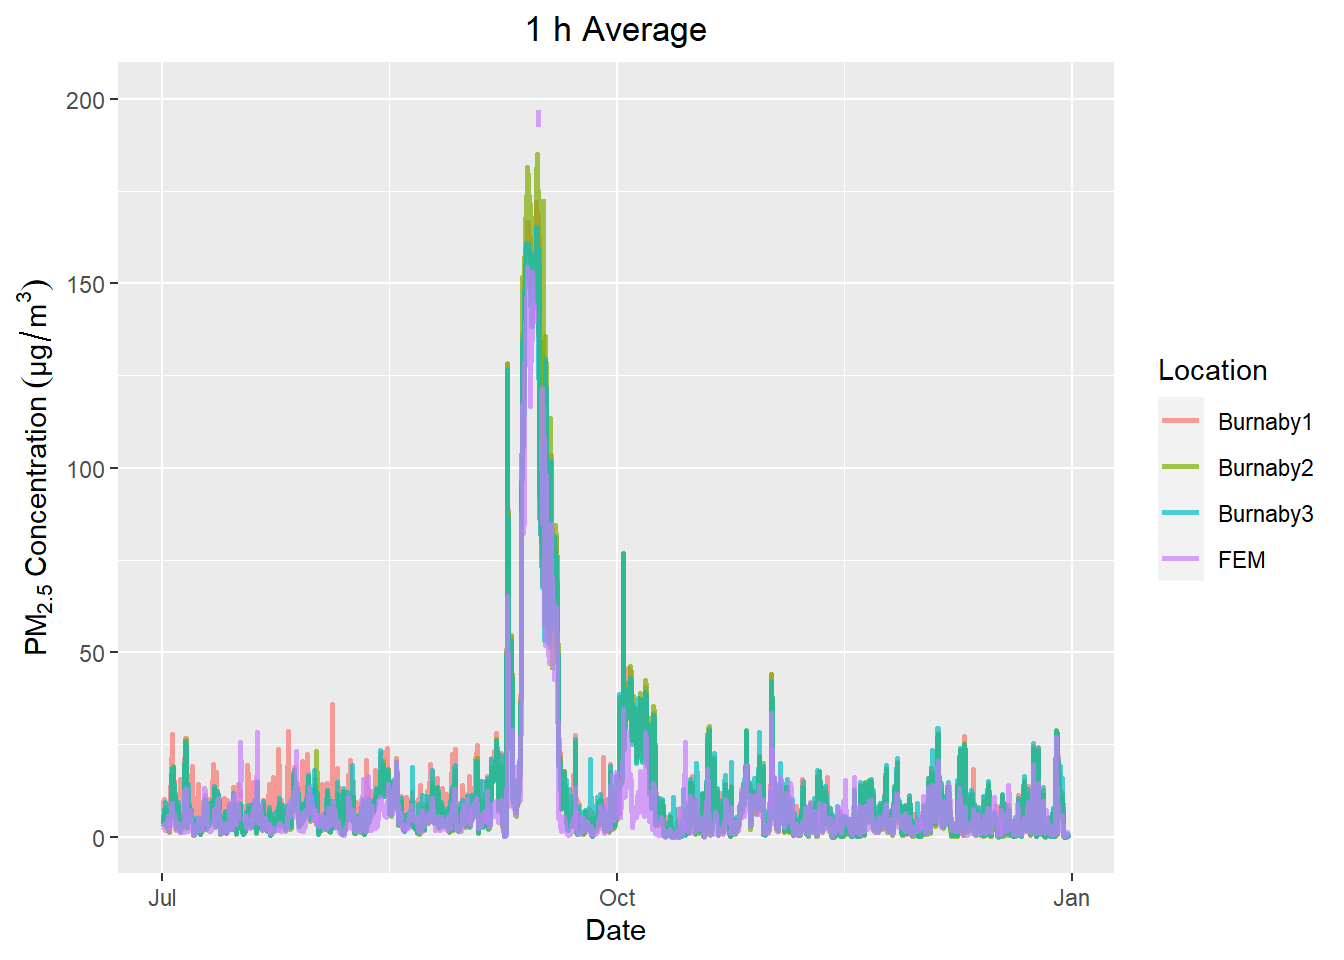 1 h Average
200
150
100
50
0
PM2.5 Concentration (µg/m³)
Jul
Oct
Jan
Date
Location
Burnaby1
Burnaby2
Burnaby3
FEM